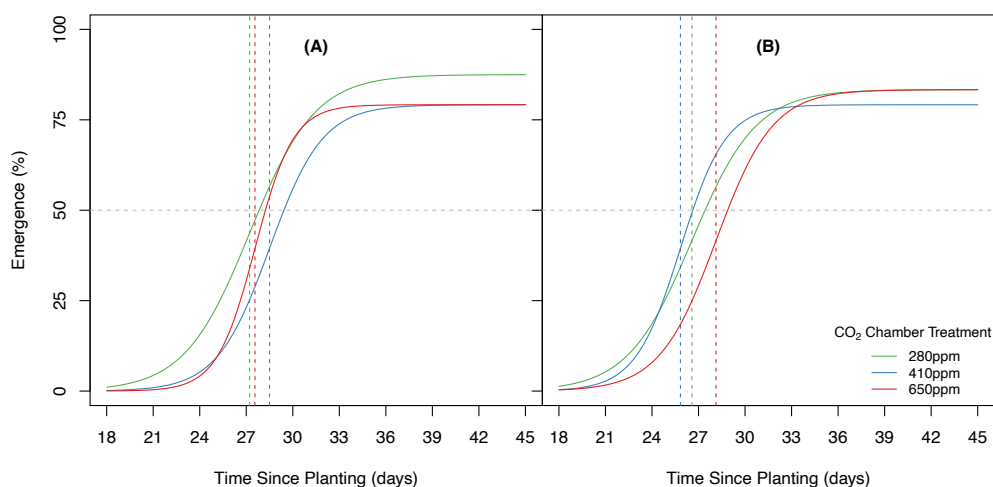 (A)
(B)
Emergence (%)
100
75
50
25
0
18 21 24 27 30 33 36 39 42 45
18 21 24 27 30 33 36 39 42 45
Time Since Planting (days)
Time Since Planting (days)
CO₂ Chamber Treatment
280ppm
410ppm
650ppm